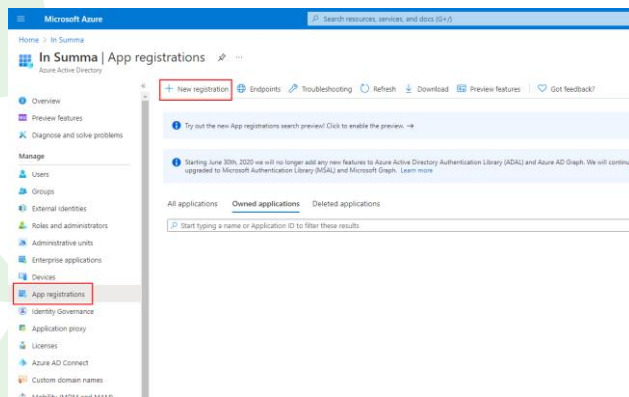 Microsoft Azure
Search resources, services, and docs (G+/)
Home > In Summa
In Summa | App registrations
Azure Active Directory
New registration Endpoints Troubleshooting Refresh Download Preview features Got feedback?
Overview
Preview features
Diagnose and solve problems
Try out the new App registrations search preview! Click to enable the preview. →
Manage
Starting June 30th, 2020 we will no longer add any new features to Azure Active Directory Authentication Library (ADAL) and Azure AD Graph. We will continu
upgraded to Microsoft Authentication Library (MSAL) and Microsoft Graph. Learn more
Users
Groups
External Identities
Roles and administrators
Administrative units
Enterprise applications
Devices
App registrations
Identity Governance
Application proxy
Licenses
Azure AD Connect
Custom domain names
Mobility (MDM and MAM)
All applications Owned applications Deleted applications
Start typing a name or Application ID to filter these results